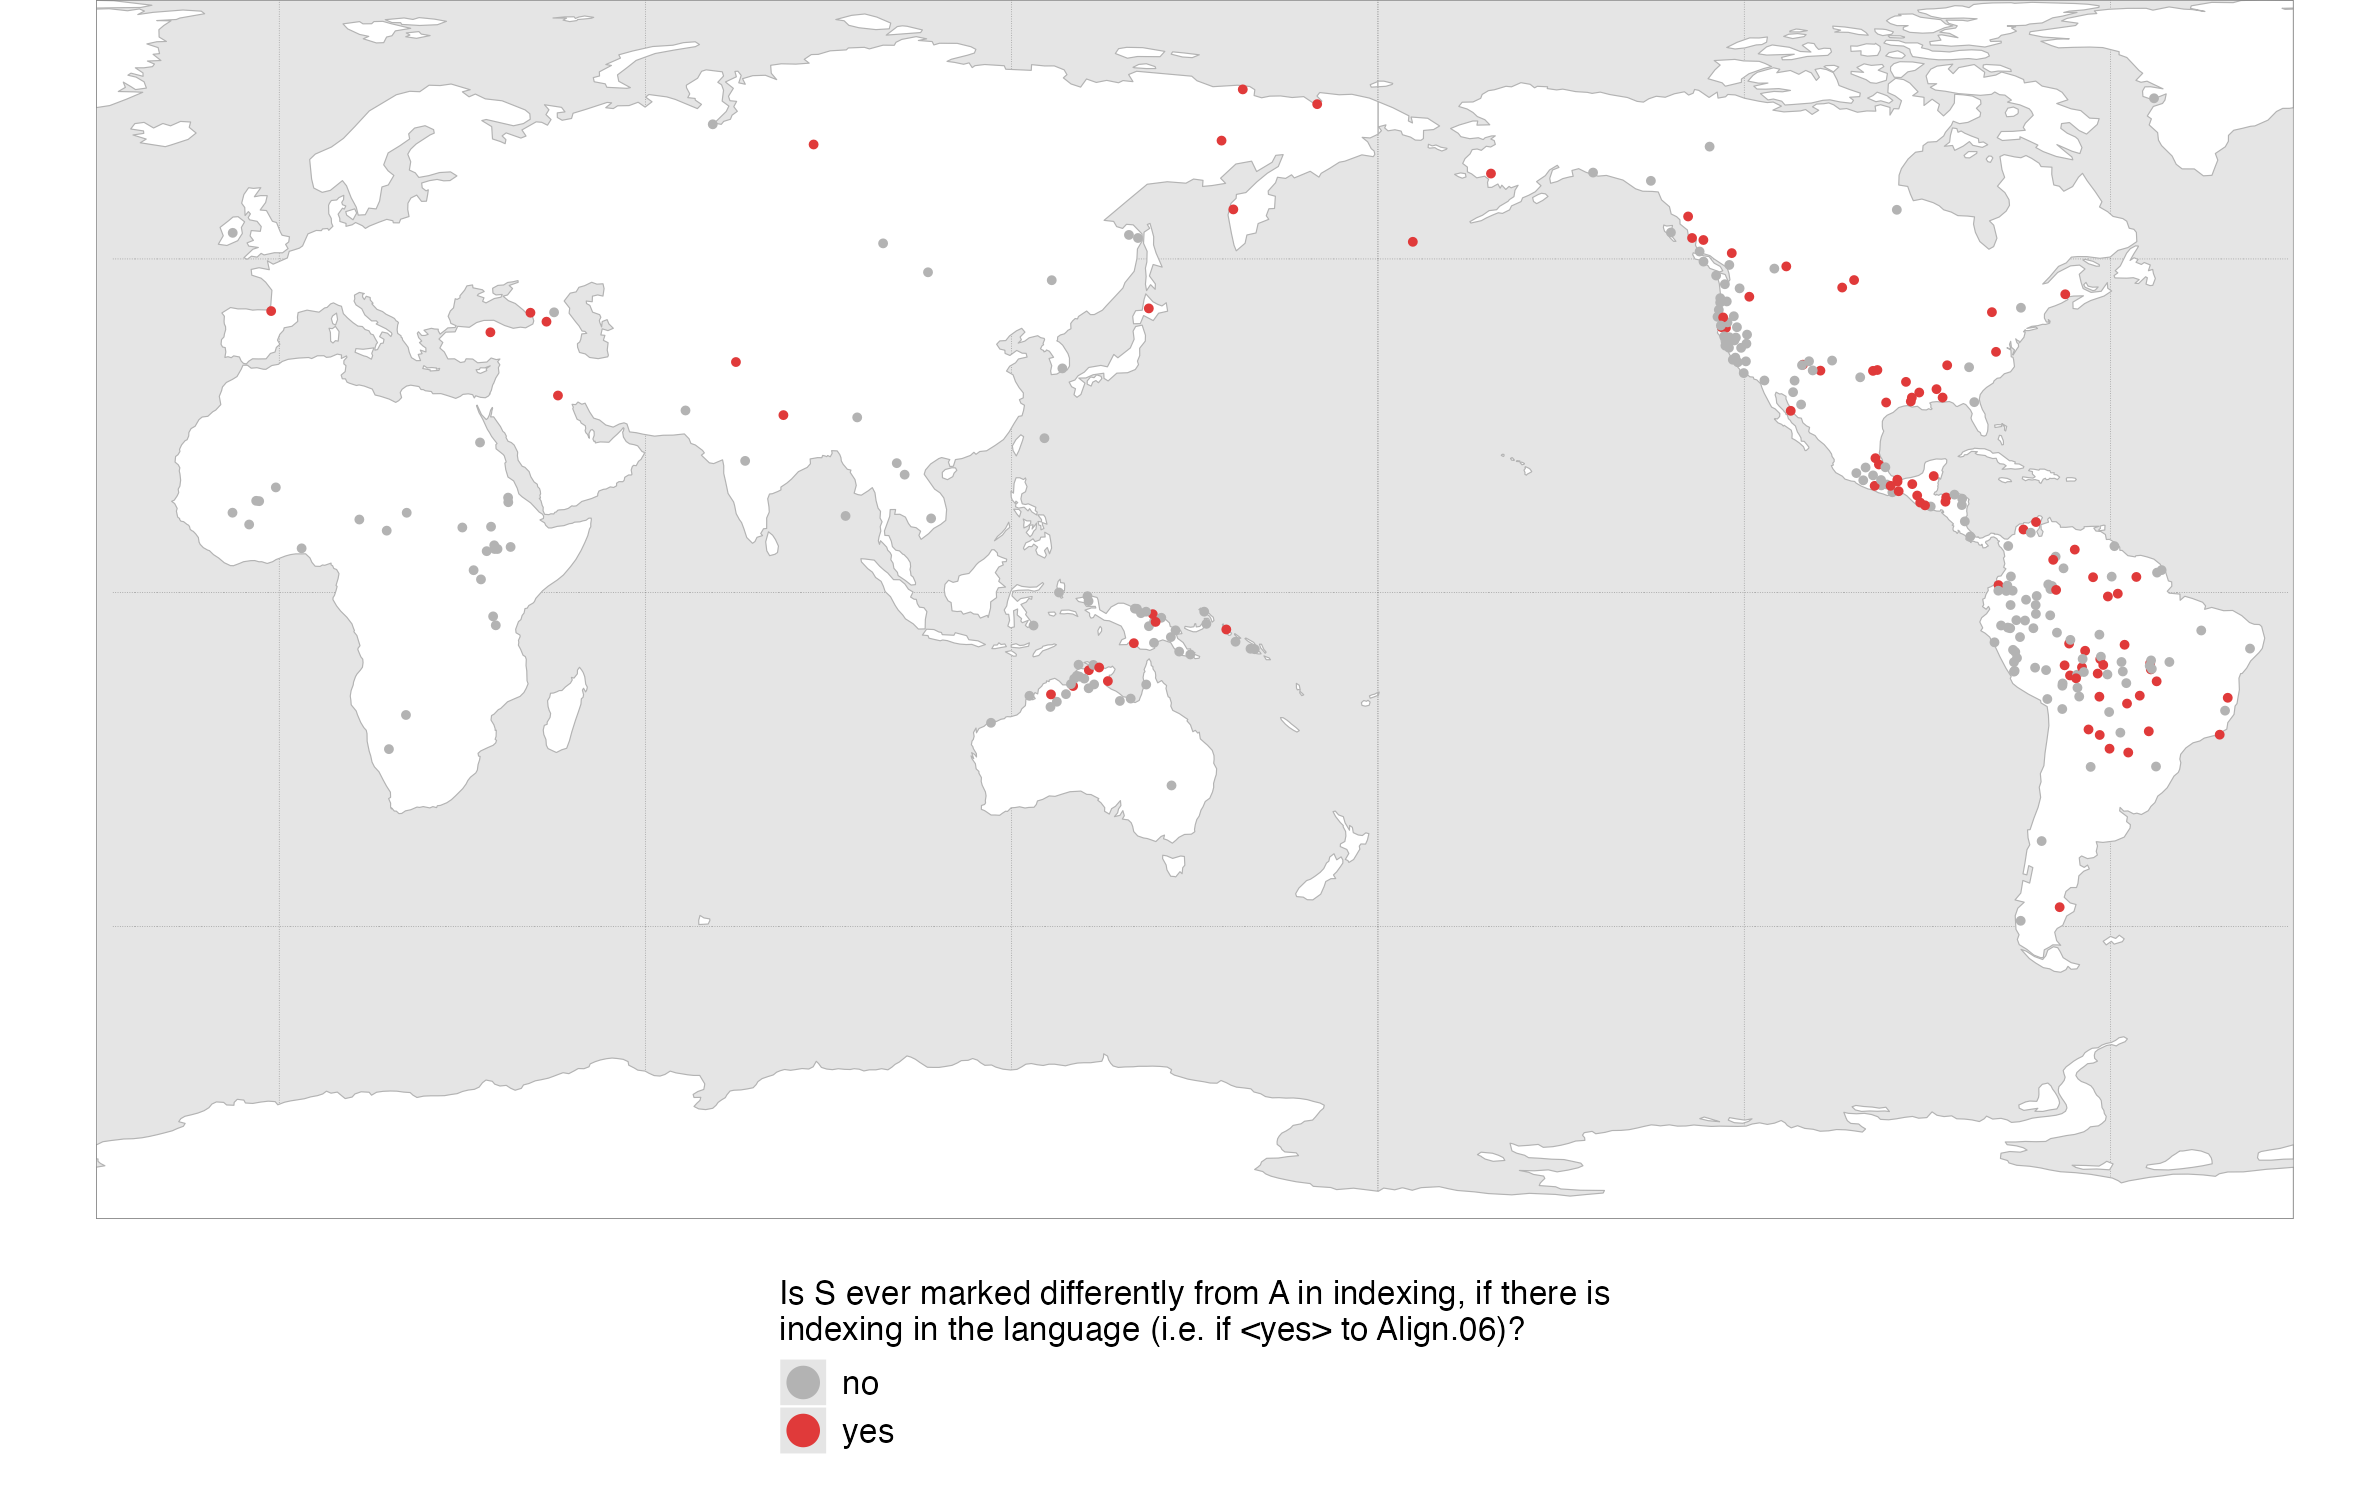 Is S ever marked differently from A in indexing, if there is
indexing in the language (i.e. if <yes> to Align.06)?
no
yes